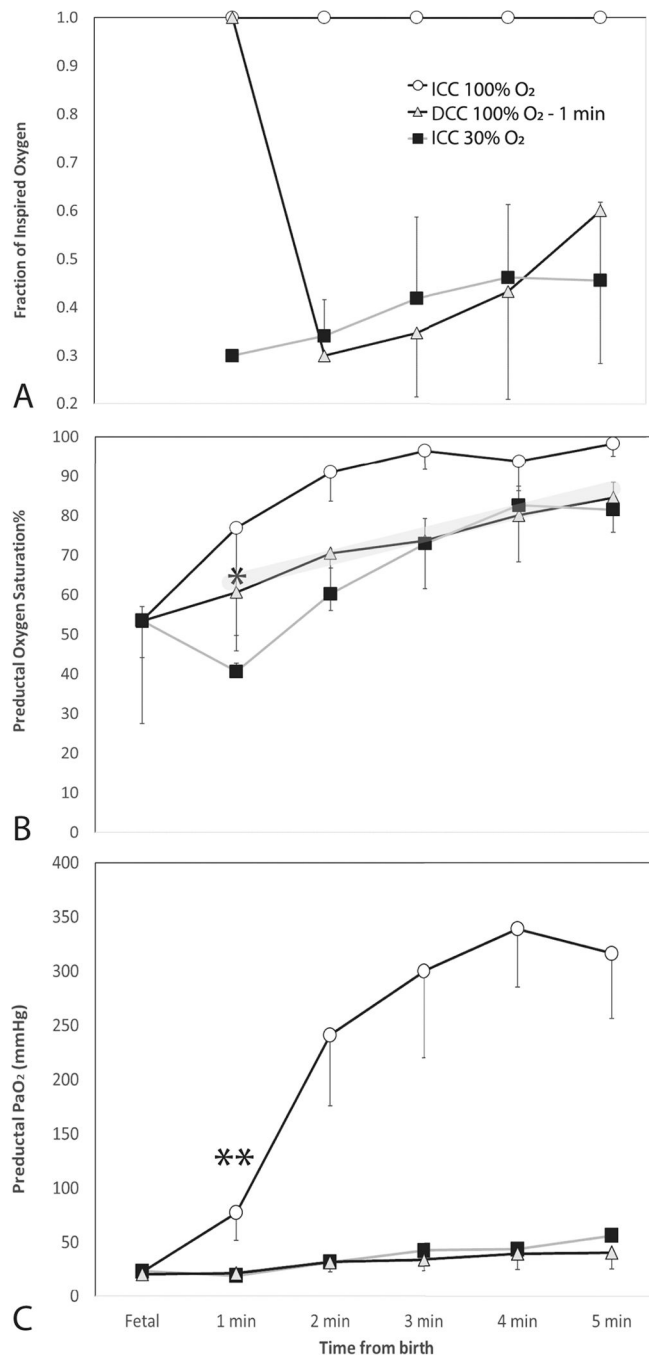 1.0
0.9
0.8
0.7
0.6
0.5
0.4
0.3
0.2
Fraction of Inspired Oxygen
ICC 100% O₂
DCC 100% O₂ - 1 min
ICC 30% O₂
A
100
90
80
70
60
50
40
30
20
10
0
Preductal Oxygen Saturation%
*
B
400
350
300
250
200
150
100
50
0
Preductal PaO₂ (mmHg)
**
C
Fetal 1 min 2 min 3 min 4 min 5 min
Time from birth